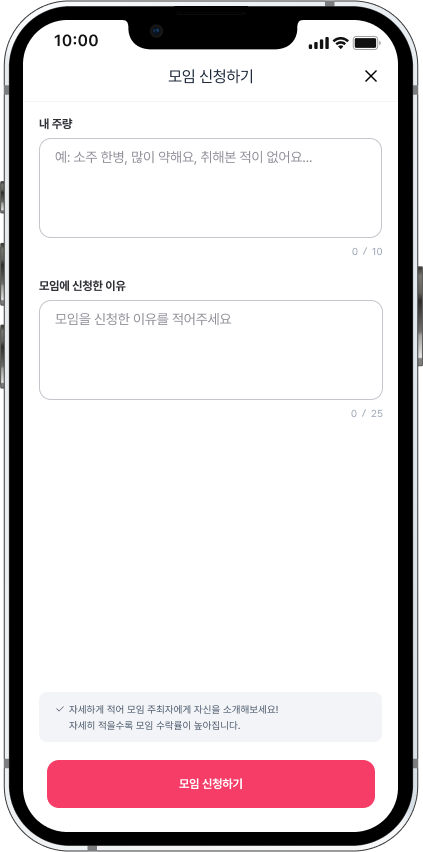 10:00
모임 신청하기
내 주량
예: 소주 한병, 많이 약해요, 취해본 적이 없어요...
0 / 10
모임에 신청한 이유
모임을 신청한 이유를 적어주세요
0 / 25
자세하게 적어 모임 주최자에게 자신을 소개해보세요!
자세히 적을수록 모임 수락률이 높아집니다.
모임 신청하기